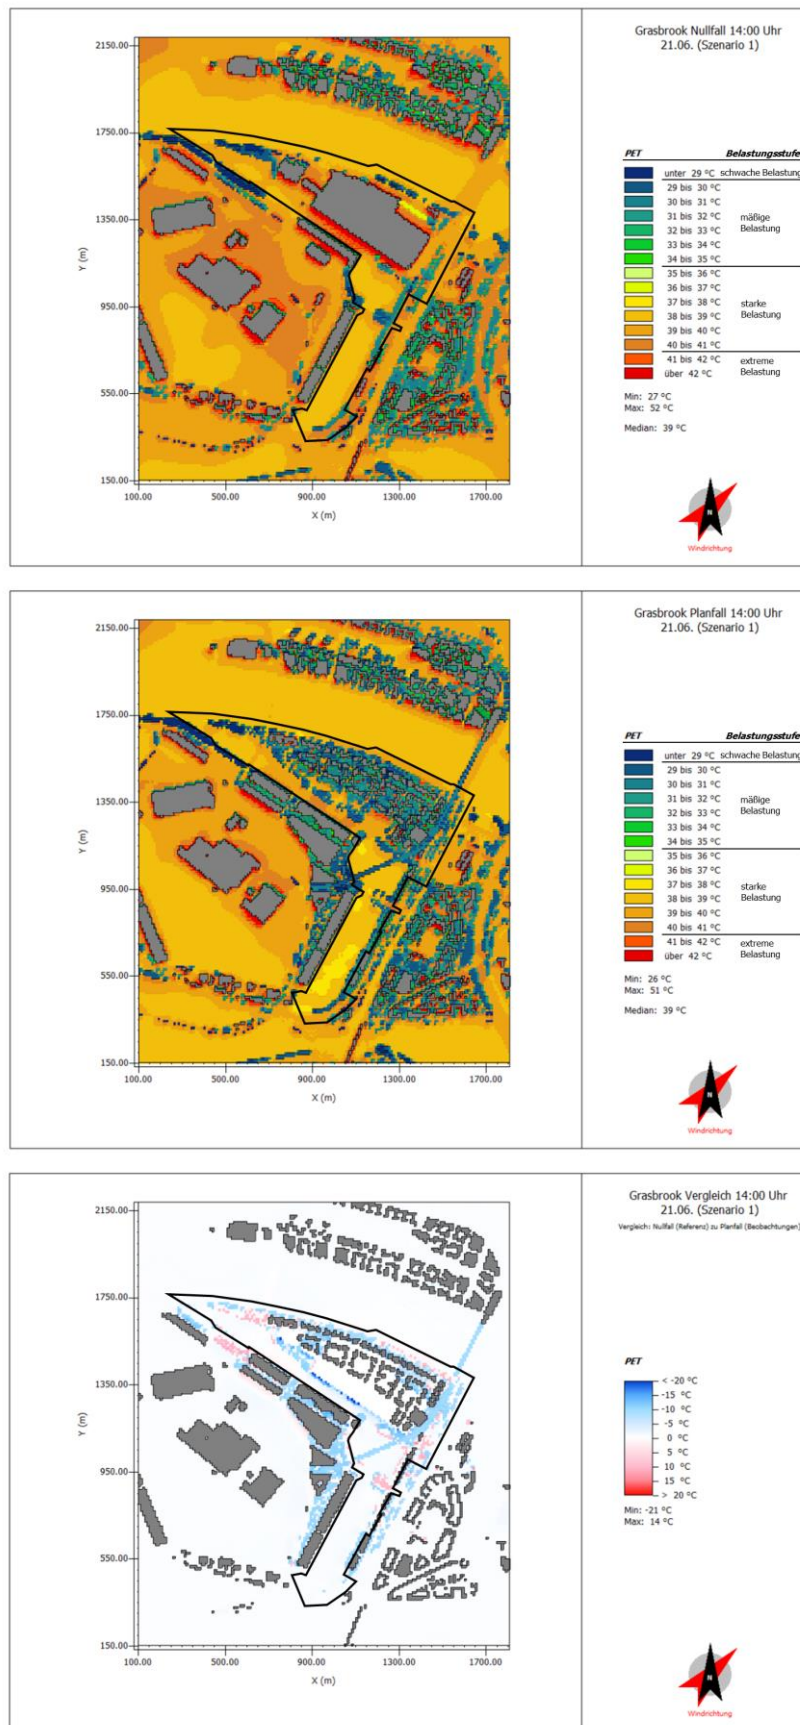 Grasbrook Nullfall 14:00 Uhr
21.06. (Szenario 1)
2150.00
1750.00
1350.00
950.00
550.00
150.00
Y (m)
100.00 500.00 900.00 1300.00 1700.00
X (m)
PET Belastungsstufe
unter 29 °C schwache Belastung
29 bis 30 °C
30 bis 31 °C
31 bis 32 °C
32 bis 33 °C
33 bis 34 °C
34 bis 35 °C
mäßige
Belastung
35 bis 36 °C
36 bis 37 °C
37 bis 38 °C
38 bis 39 °C
39 bis 40 °C
40 bis 41 °C
starke
Belastung
41 bis 42 °C
über 42 °C
extreme
Belastung
Min: 27 °C
Max: 52 °C
Median: 39 °C
N
Windrichtung
Grasbrook Planfall 14:00 Uhr
21.06. (Szenario 1)
2150.00
1750.00
1350.00
950.00
550.00
150.00
Y (m)
100.00 500.00 900.00 1300.00 1700.00
X (m)
PET Belastungsstufe
unter 29 °C schwache Belastung
29 bis 30 °C
30 bis 31 °C
31 bis 32 °C
32 bis 33 °C
33 bis 34 °C
34 bis 35 °C
mäßige
Belastung
35 bis 36 °C
36 bis 37 °C
37 bis 38 °C
38 bis 39 °C
39 bis 40 °C
40 bis 41 °C
starke
Belastung
41 bis 42 °C
über 42 °C
extreme
Belastung
Min: 26 °C
Max: 51 °C
Median: 39 °C
N
Windrichtung
Grasbrook Vergleich 14:00 Uhr
21.06. (Szenario 1)
Vergleich: Nullfall (Referenz) zu Planfall (Beobachtungen)
2150.00
1750.00
1350.00
950.00
550.00
150.00
Y (m)
100.00 500.00 900.00 1300.00 1700.00
X (m)
PET
< -20 °C
-15 °C
-10 °C
-5 °C
0 °C
5 °C
10 °C
15 °C
> 20 °C
Min: -21 °C
Max: 14 °C
N
Windrichtung